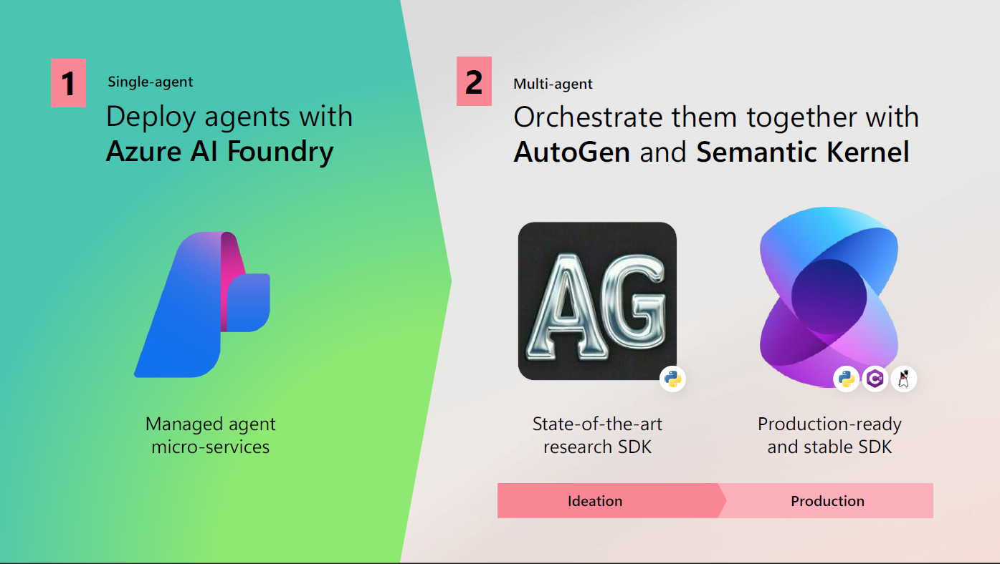 1
Single-agent
Deploy agents with
Azure AI Foundry
Managed agent
micro-services
2
Multi-agent
Orchestrate them together with
AutoGen and Semantic Kernel
AG
State-of-the-art
research SDK
C#
Production-ready
and stable SDK
Ideation
Production